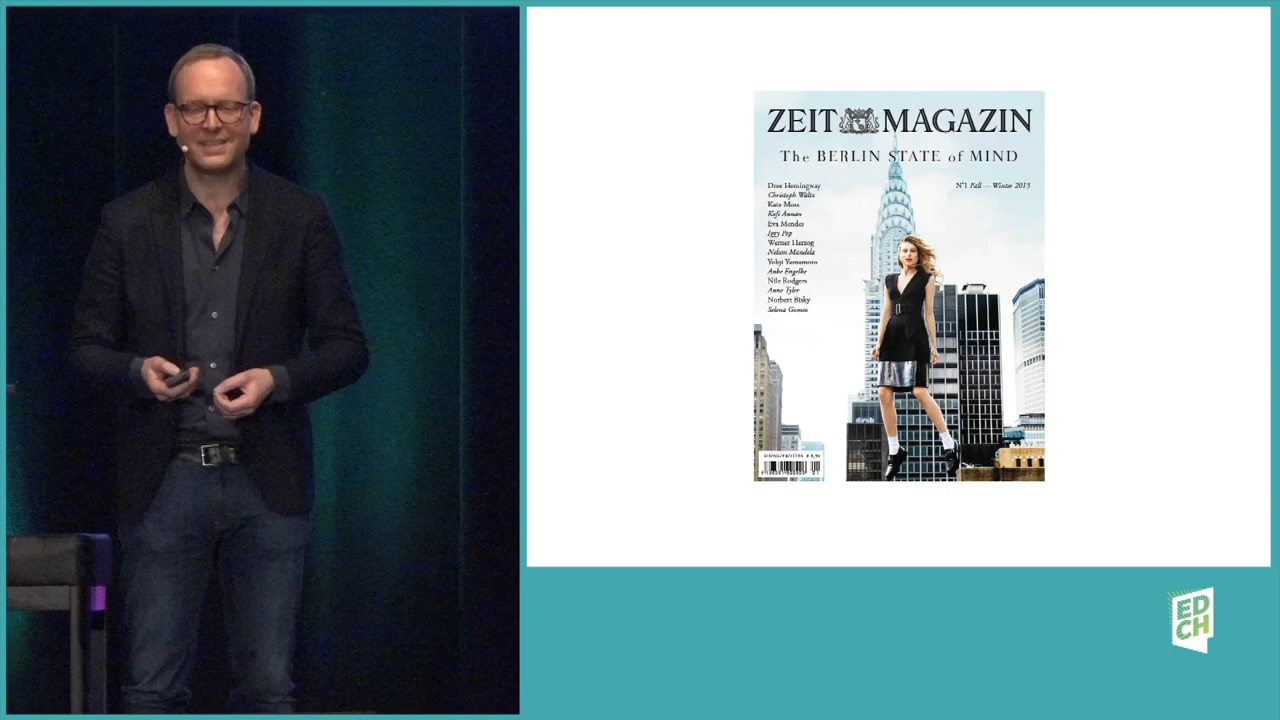 ZEIT MAGAZIN
The BERLIN STATE of MIND
Dree Hemingway
Christoph Waltz
Kate Moss
Kofi Annan
Eva Mendes
Iggy Pop
Werner Herzog
Nelson Mandela
Yohji Yamamoto
Anke Engelke
Nile Rodgers
Anne Tyler
Norbert Bisky
Selena Gomez
N°1 Fall — Winter 2013
ED
CH